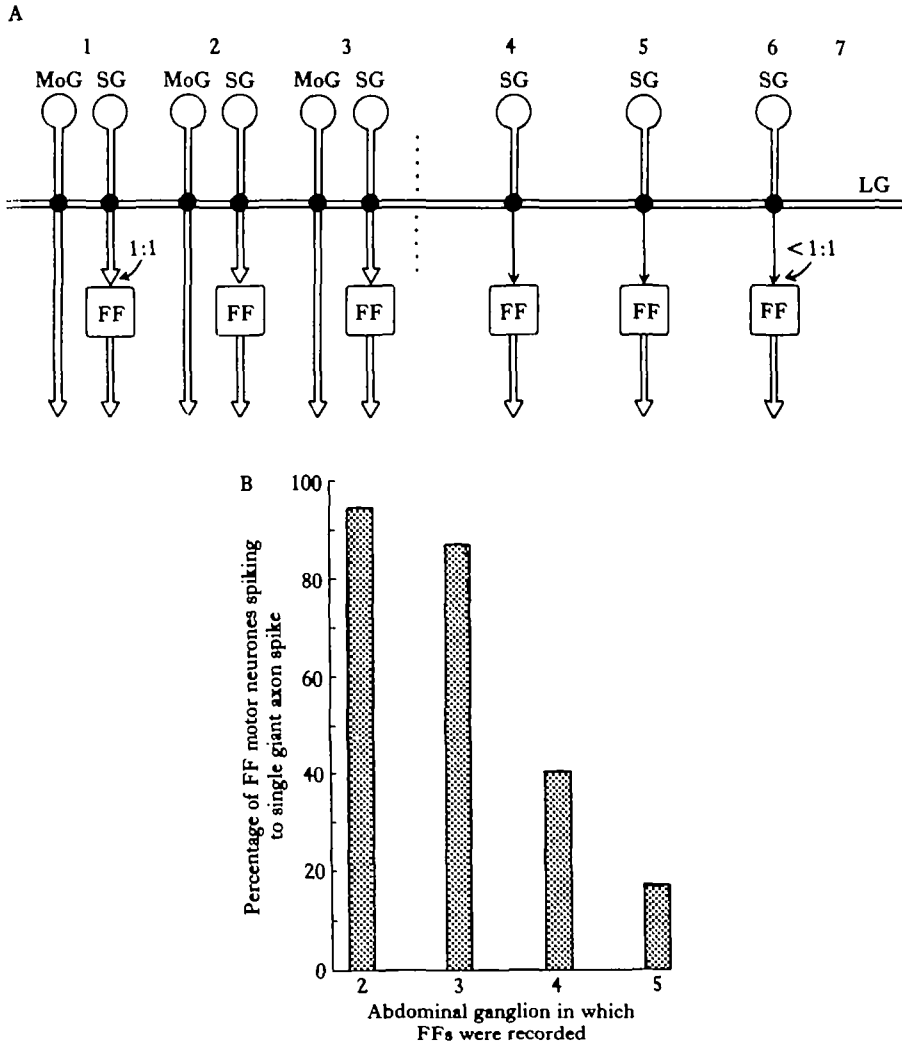 A
1 2 3 4 5 6 7
MoG SG MoG SG MoG SG SG SG SG
LG
1:1 < 1:1
FF FF FF FF FF FF
B
100
80
60
40
20
0
Percentage of FF motor neurones spiking
to single giant axon spike
2 3 4 5
Abdominal ganglion in which
FFs were recorded